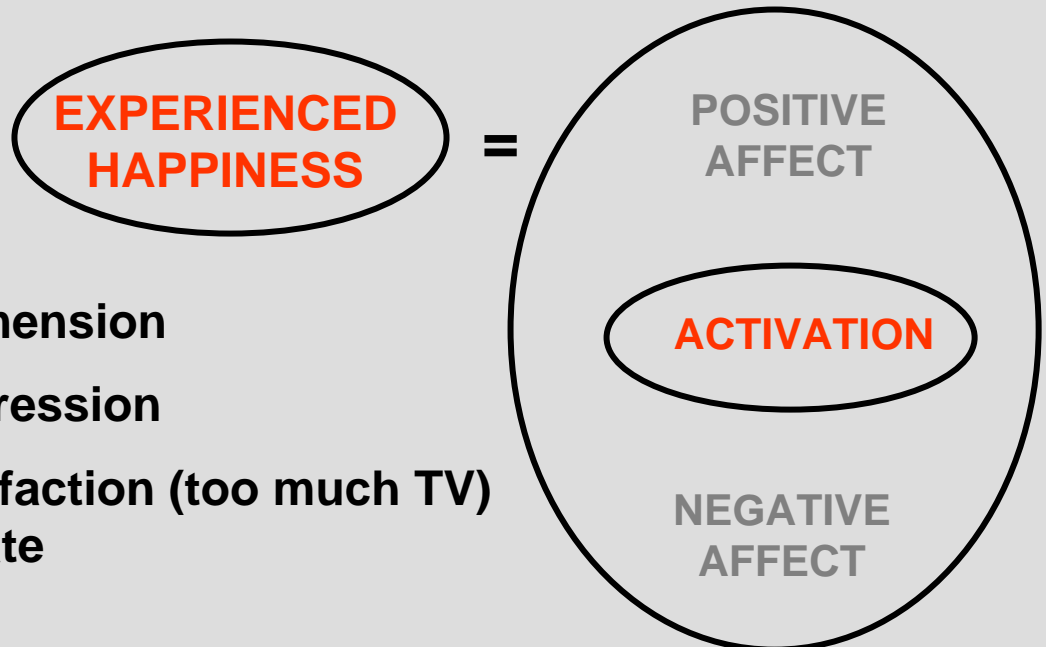 EXPERIENCED
HAPPINESS
=
POSITIVE
AFFECT
ACTIVATION
NEGATIVE
AFFECT
mension
ression
faction (too much TV)
te